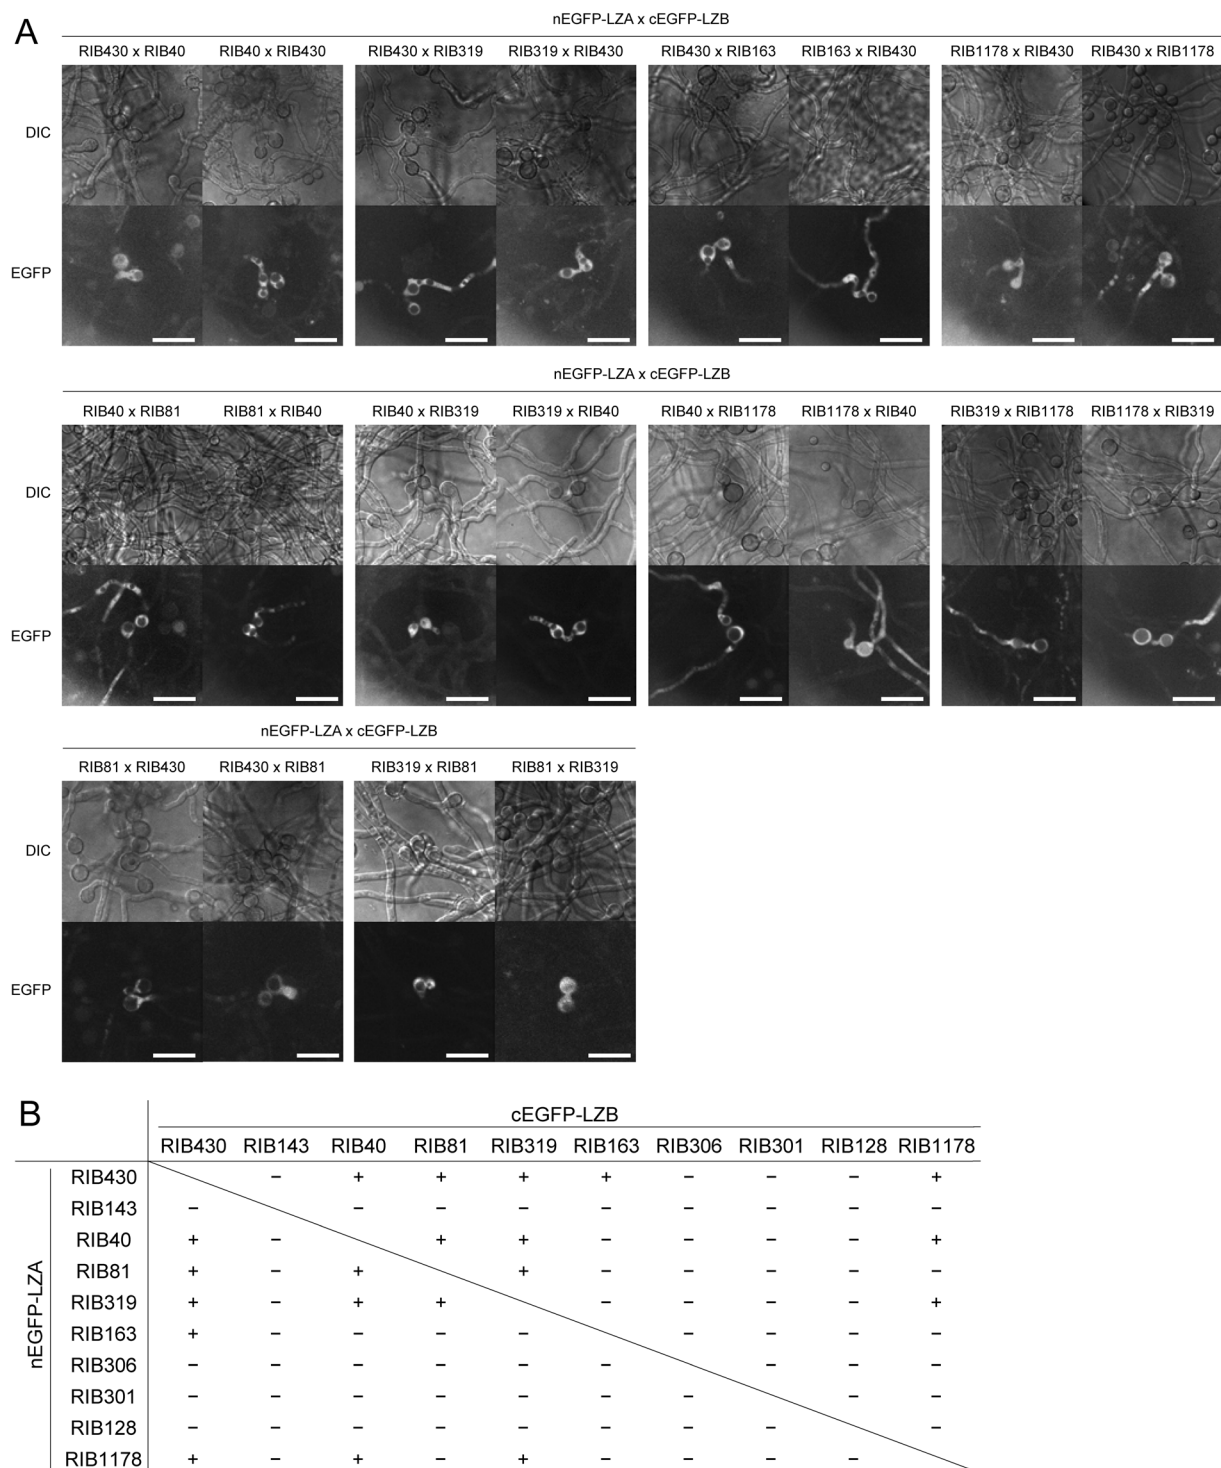 A
nEGFP-LZA x cEGFP-LZB
RIB430 x RIB40 RIB40 x RIB430 RIB430 x RIB319 RIB319 x RIB430 RIB430 x RIB163 RIB163 x RIB430 RIB1178 x RIB430 RIB430 x RIB1178
DIC
EGFP
nEGFP-LZA x cEGFP-LZB
RIB40 x RIB81 RIB81 x RIB40 RIB40 x RIB319 RIB319 x RIB40 RIB40 x RIB1178 RIB1178 x RIB40 RIB319 x RIB1178 RIB1178 x RIB319
DIC
EGFP
nEGFP-LZA x cEGFP-LZB
RIB81 x RIB430 RIB430 x RIB81 RIB319 x RIB81 RIB81 x RIB319
DIC
EGFP
B
cEGFP-LZB
RIB430 RIB143 RIB40 RIB81 RIB319 RIB163 RIB306 RIB301 RIB128 RIB1178
nEGFP-LZA
RIB430 − + + + + − − − +
RIB143 − − − − − − − − −
RIB40 + − + + − − − − +
RIB81 + − + + − − − − −
RIB319 + − + + − − − − +
RIB163 + − − − − − − − −
RIB306 − − − − − − − − −
RIB301 − − − − − − − − −
RIB128 − − − − − − − − −
RIB1178 + − + − + − − − −